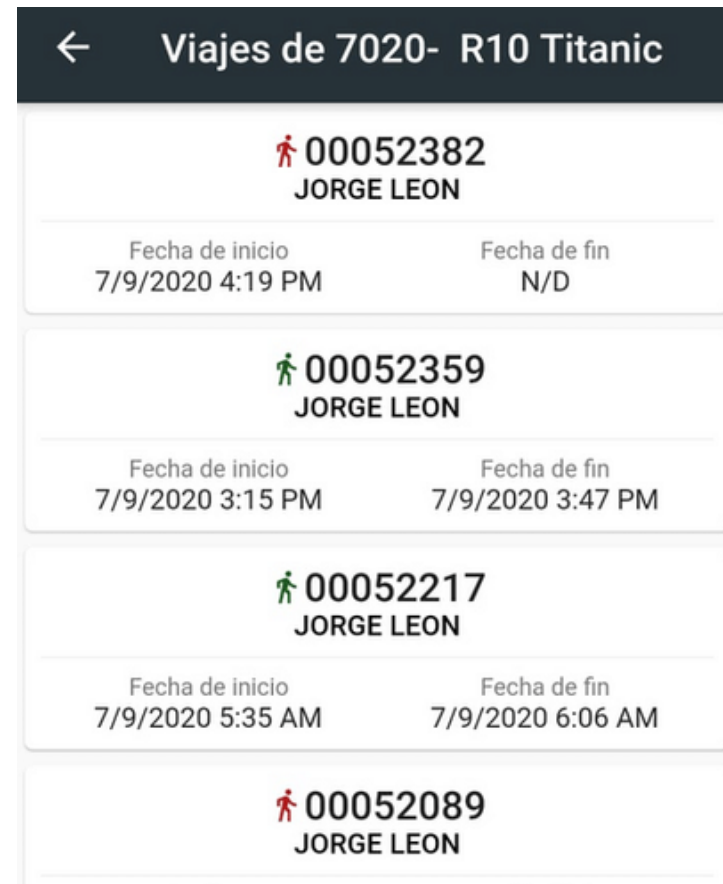 Viajes de 7020- R10 Titanic
00052382
JORGE LEON
Fecha de inicio Fecha de fin
7/9/2020 4:19 PM N/D
00052359
JORGE LEON
Fecha de inicio Fecha de fin
7/9/2020 3:15 PM 7/9/2020 3:47 PM
00052217
JORGE LEON
Fecha de inicio Fecha de fin
7/9/2020 5:35 AM 7/9/2020 6:06 AM
00052089
JORGE LEON